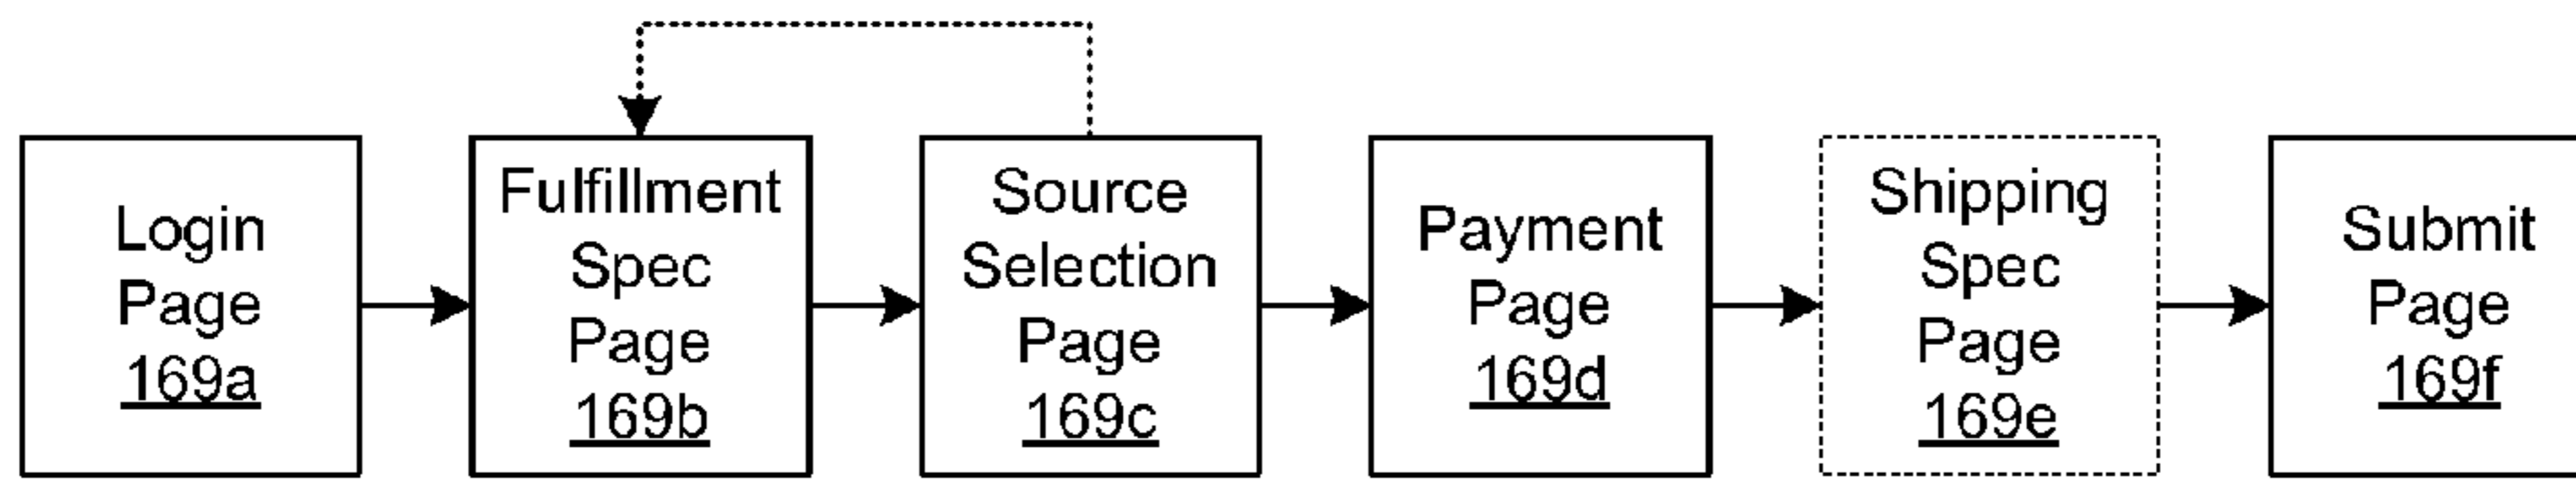 Login
Page
169a
Fulfillment
Spec
Page
169b
Source
Selection
Page
169c
Payment
Page
169d
Shipping
Spec
Page
169e
Submit
Page
169f